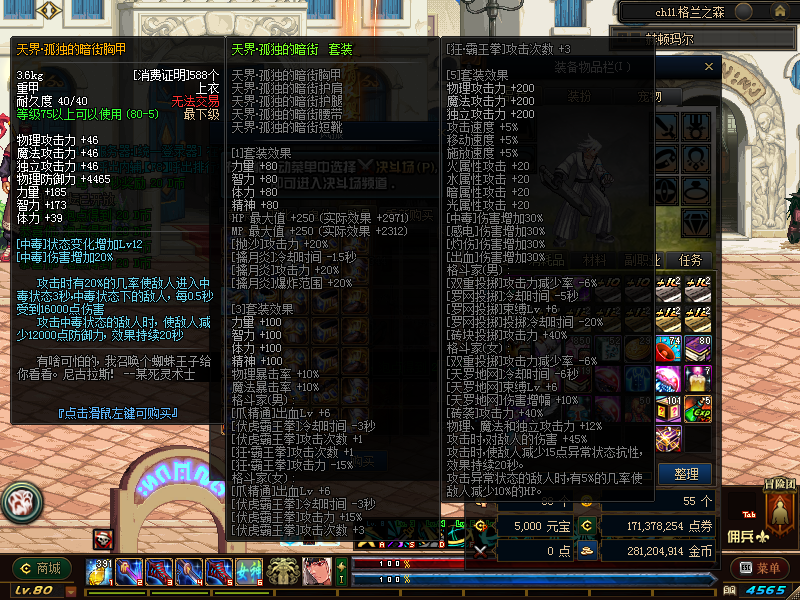 ch11.格兰之森
赫顿玛尔
天界·孤独的暗街胸甲
3.6kg
[消费证明]588个
重甲
上衣
耐久度 40/40
无法交易
等级75以上可以使用 (80-5)
最下级
物理攻击力 +46
魔法攻击力 +46
独立攻击力 +46
物理防御力 +4465
力量 +185
智力 +173
体力 +39
[中毒]状态变化增加Lv12
[中毒]伤害增加20%
攻击时有20%的几率使敌人进入中
毒状态3秒,中毒状态下的敌人，每0.5秒
受到16000点伤害
攻击中毒状态的敌人时,使敌人减
少12000点防御力,效果持续20秒
有啥可怕的，我召唤个蜘蛛王子给
你看看。尼古拉斯！--某死灵术士
『点击滑鼠左键可购买』
天界·孤独的暗街 套装
天界·孤独的暗街胸甲
天界·孤独的暗街护肩
天界·孤独的暗街护腿
天界·孤独的暗街腰带
天界·孤独的暗街短靴
[1]套装效果
力量 +80
智力 +80
体力 +80
精神 +80
HP 最大值 +250 (实际效果 +2971)
MP 最大值 +250 (实际效果 +2312)
[抛沙]攻击力 +20%
[摘月炎]冷却时间 -1.5秒
[摘月炎]攻击力 +20%
[摘月炎]爆炸范围 +20%
[3]套装效果
力量 +100
智力 +100
体力 +100
精神 +100
物理暴击率 +10%
魔法暴击率 +10%
格斗家(男)
[爪精通]出血Lv +6
[伏虎霸王拳]冷却时间 -3秒
[伏虎霸王拳]攻击次数 +1
[狂·霸王拳]攻击次数 +1
[狂·霸王拳]攻击力 -15%
格斗家(女)
[爪精通]出血Lv +6
[伏虎霸王拳]冷却时间 -3秒
[伏虎霸王拳]攻击力 +15%
[伏虎霸王拳]攻击次数 +3
[狂·霸王拳]攻击次数 +3
[5]套装效果
物理攻击力 +200
魔法攻击力 +200
独立攻击力 +200
攻击速度 +5%
移动速度 +5%
施放速度 +5%
火属性攻击 +20
水属性攻击 +20
暗属性攻击 +20
光属性攻击 +20
[中毒]伤害增加30%
[感电]伤害增加30%
[灼伤]伤害增加30%
[出血]伤害增加30%
格斗家(男)：
[双重投掷]攻击力减少率 -6%
[罗网投掷]冷却时间 -5秒
[罗网投掷]束缚Lv +6
[罗网投掷]投掷冷却时间 -20%
[砖块投掷]攻击力 +40%
格斗家(女)：
[双重投掷]攻击力减少率 -6%
[天罗地网]冷却时间 -6秒
[天罗地网]束缚Lv +6
[天罗地网]伤害增幅 +10%
[砖袭]攻击力 +40%
物理、魔法和独立攻击力 +12%
攻击时,对敌人的伤害 +45%
攻击时,使敌人减少15点异常状态抗性,
效果持续20秒。
攻击异常状态的敌人时,有5%的几率使
敌人减少10%的HP。
装备物品栏(I)
装扮
宠物
材料
副职业
任务
74
80
整理
55 个
5,000 元宝
171,378,254 点券
0 点
281,204,914 金币
冒险团
Tab
佣兵
商城
Lv.80
391
100%
100%
ESC
菜单
4565